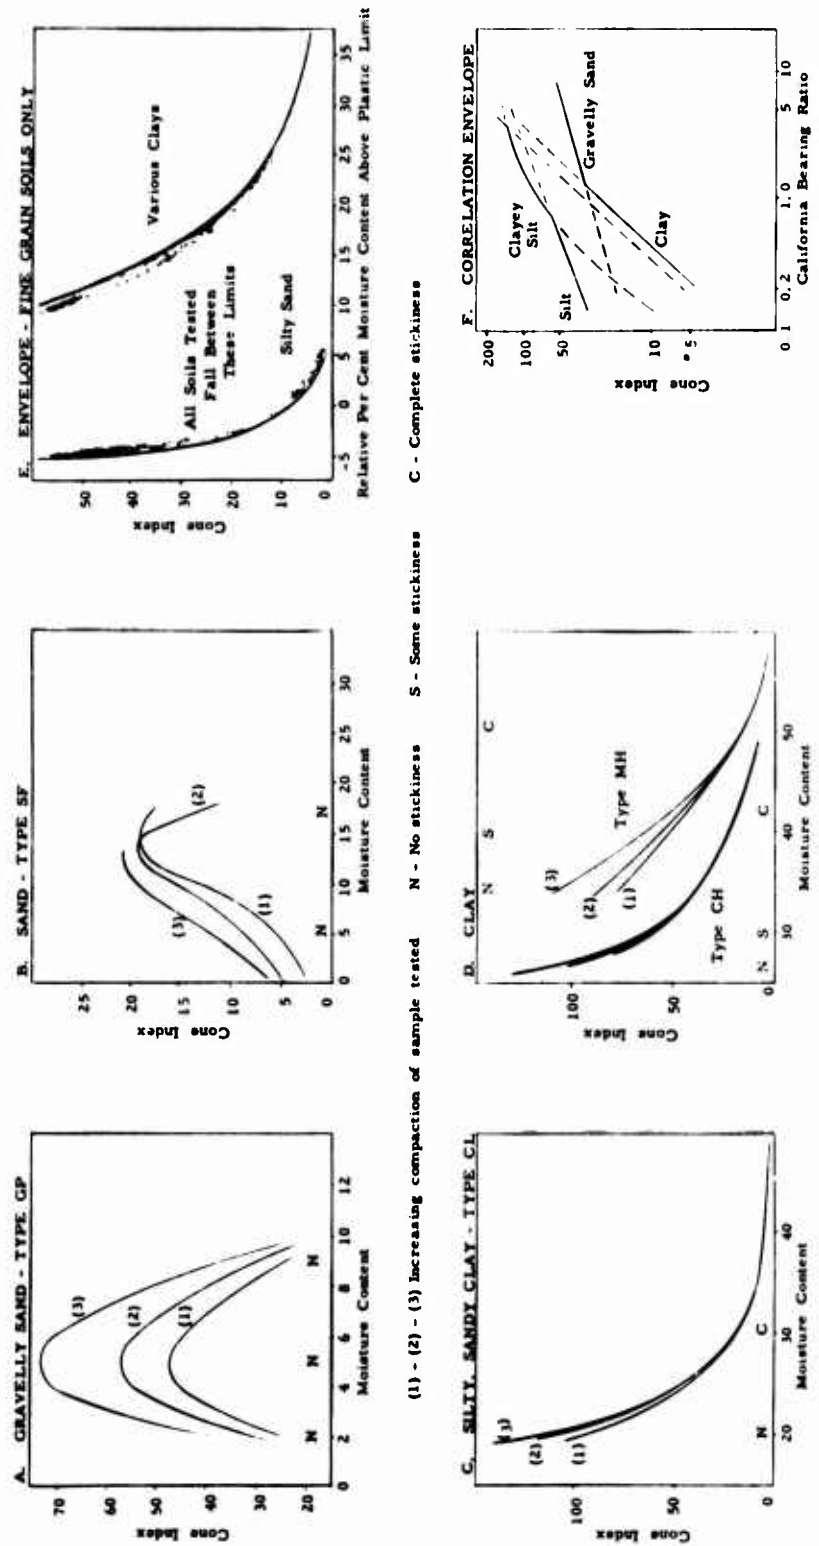 A. GRAVELLY SAND - TYPE GP
Cone Index
70
60
50
40
30
20
(3)
(2)
(1)
N N N
0 2 4 6 8 10 12
Moisture Content
B. SAND - TYPE SF
Cone Index
25
20
15
10
5
0
(3)
(2)
(1)
N N
0 5 10 15 20 25 30
Moisture Content
E. ENVELOPE - FINE GRAIN SOILS ONLY
Cone Index
50
40
30
20
10
0
Various Clays
All Soils Tested
Fall Between
These Limits
Silty Sand
-5 0 5 10 15 20 25 30 35
Relative Per Cent Moisture Content Above Plastic Limit
(1) - (2) - (3) Increasing compaction of sample tested N - No stickiness S - Some stickiness C - Complete stickiness
C. SILTY, SANDY CLAY - TYPE CL
Cone Index
100
50
0
(3)
(2)
(1)
N C
20 30 40
Moisture Content
D. CLAY
Cone Index
100
50
0
N S C
(3)
(2)
(1)
Type MH
Type CH
N S C
30 40 50
Moisture Content
F. CORRELATION ENVELOPE
Cone Index
200
100
50
10
5
Clayey
Silt
Silt
Gravelly Sand
Clay
0.1 0.2 1.0 5 10
California Bearing Ratio